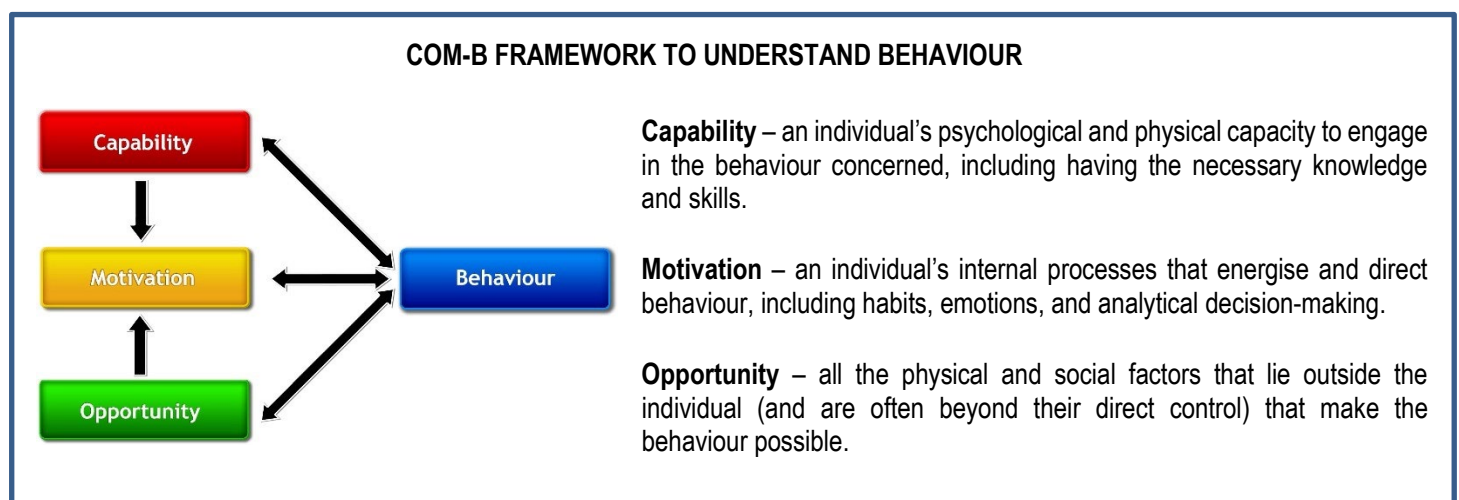 COM-B FRAMEWORK TO UNDERSTAND BEHAVIOUR
Capability
Motivation
Opportunity
Behaviour
Capability – an individual’s psychological and physical capacity to engage
in the behaviour concerned, including having the necessary knowledge
and skills.
Motivation – an individual’s internal processes that energise and direct
behaviour, including habits, emotions, and analytical decision-making.
Opportunity – all the physical and social factors that lie outside the
individual (and are often beyond their direct control) that make the
behaviour possible.